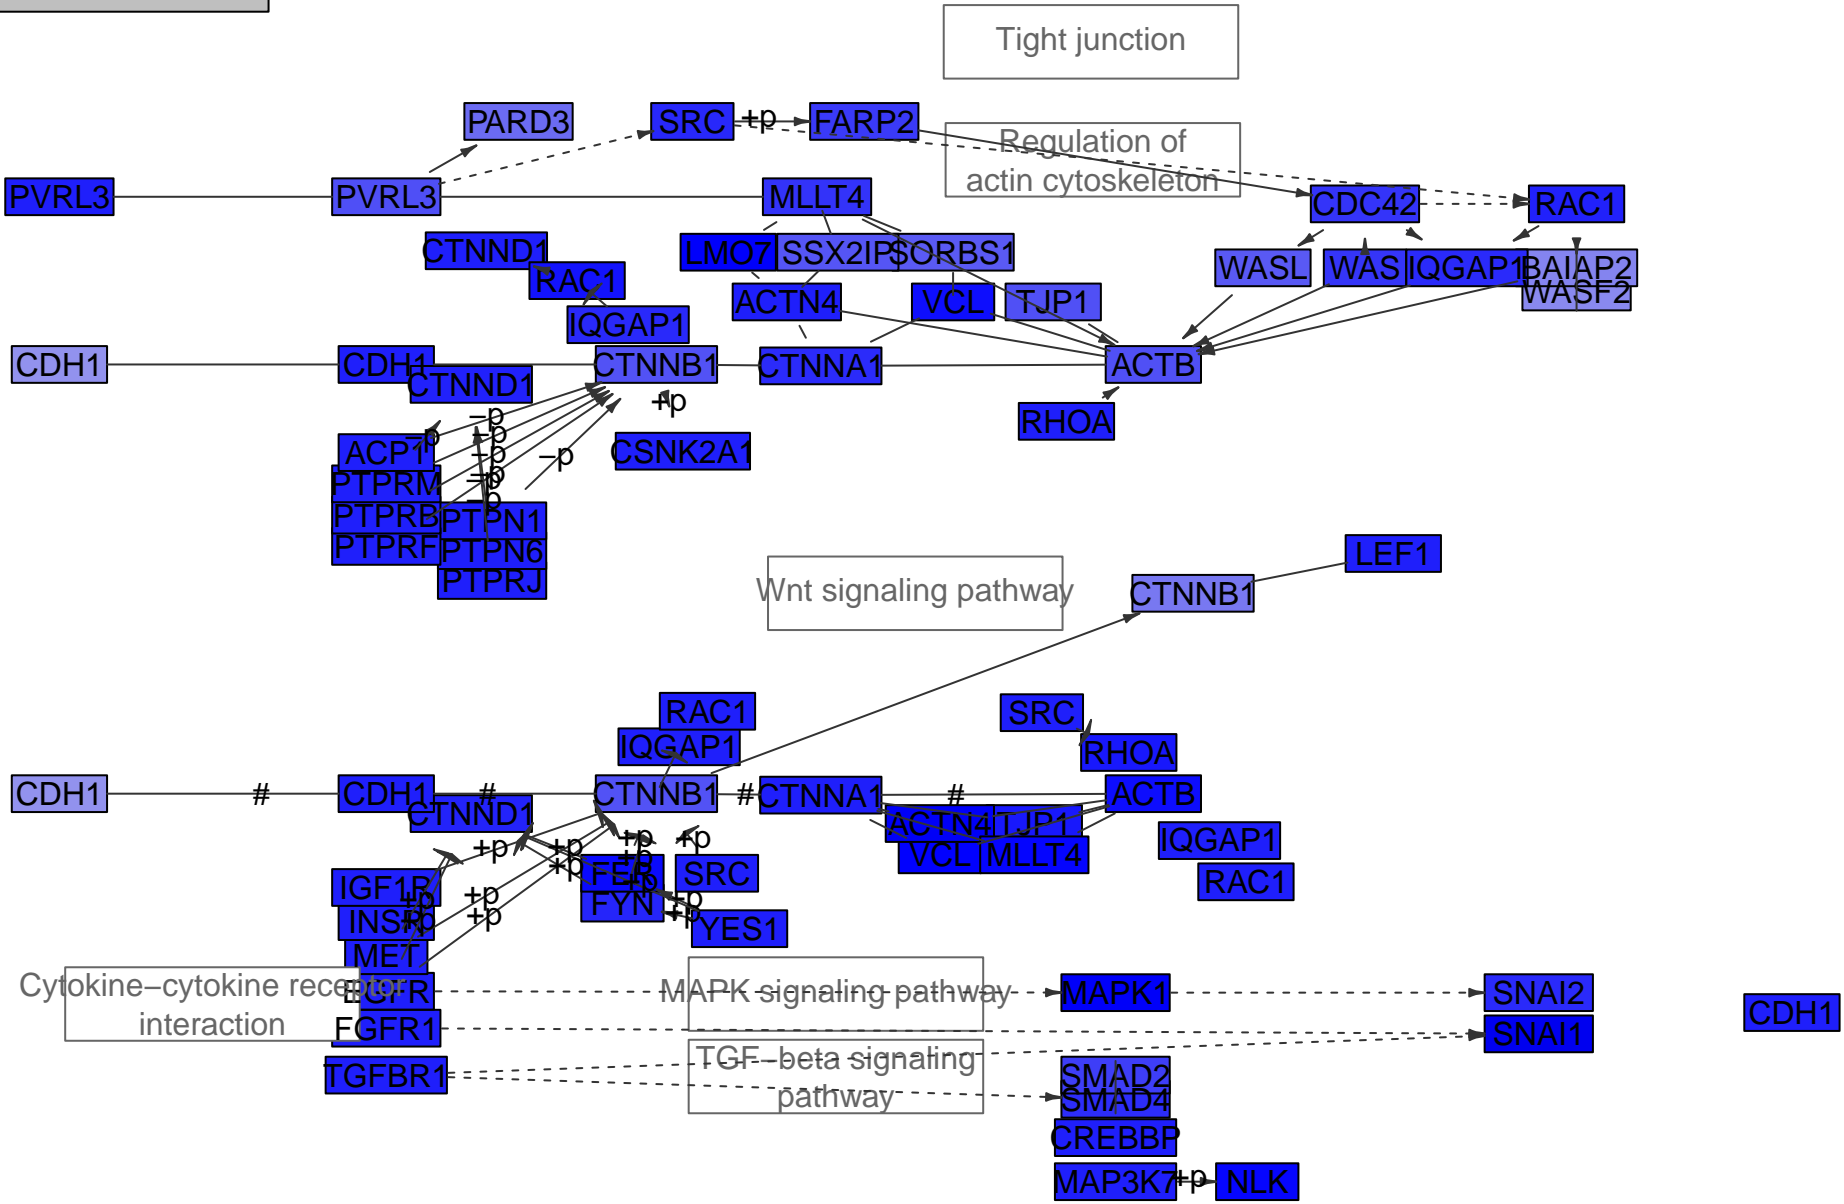 Tight junction
PARD3
SRC
+p
FARP2
Regulation of
actin cytoskeleton
PVRL3
PVRL3
MLLT4
CDC42
RAC1
CTNND1
LMO7
SSX2IP
SORBS1
WASL
WAS
IQGAP1
BAIAP2
RAC1
WASF2
ACTN4
VCL
TJP1
IQGAP1
CDH1
CDH1
CTNNB1
CTNNA1
ACTB
CTNND1
+p
–p
RHOA
–p
–p
ACP1
–p
–p
CSNK2A1
–p
PTPRM
–p
–p
PTPRB
PTPN1
PTPRF
PTPN6
LEF1
PTPRJ
Wnt signaling pathway
CTNNB1
RAC1
SRC
IQGAP1
RHOA
CDH1
#
CDH1
#
CTNNB1
#
CTNNA1
#
ACTB
CTNND1
ACTN4
TJP1
+p
+p
+p
+p
IQGAP1
VCL
MLLT4
+p
+p
FER
SRC
IGF1R
+p
RAC1
+p
+p
+p
FYN
+p
INSR
+p
+p
YES1
MET
Cytokine–cytokine receptor
interaction
EGFR
MAPK signaling pathway
MAPK1
SNAI2
CDH1
FGFR1
SNAI1
TGF–beta signaling
pathway
TGFBR1
SMAD2
SMAD4
CREBBP
MAP3K7
+p
NLK